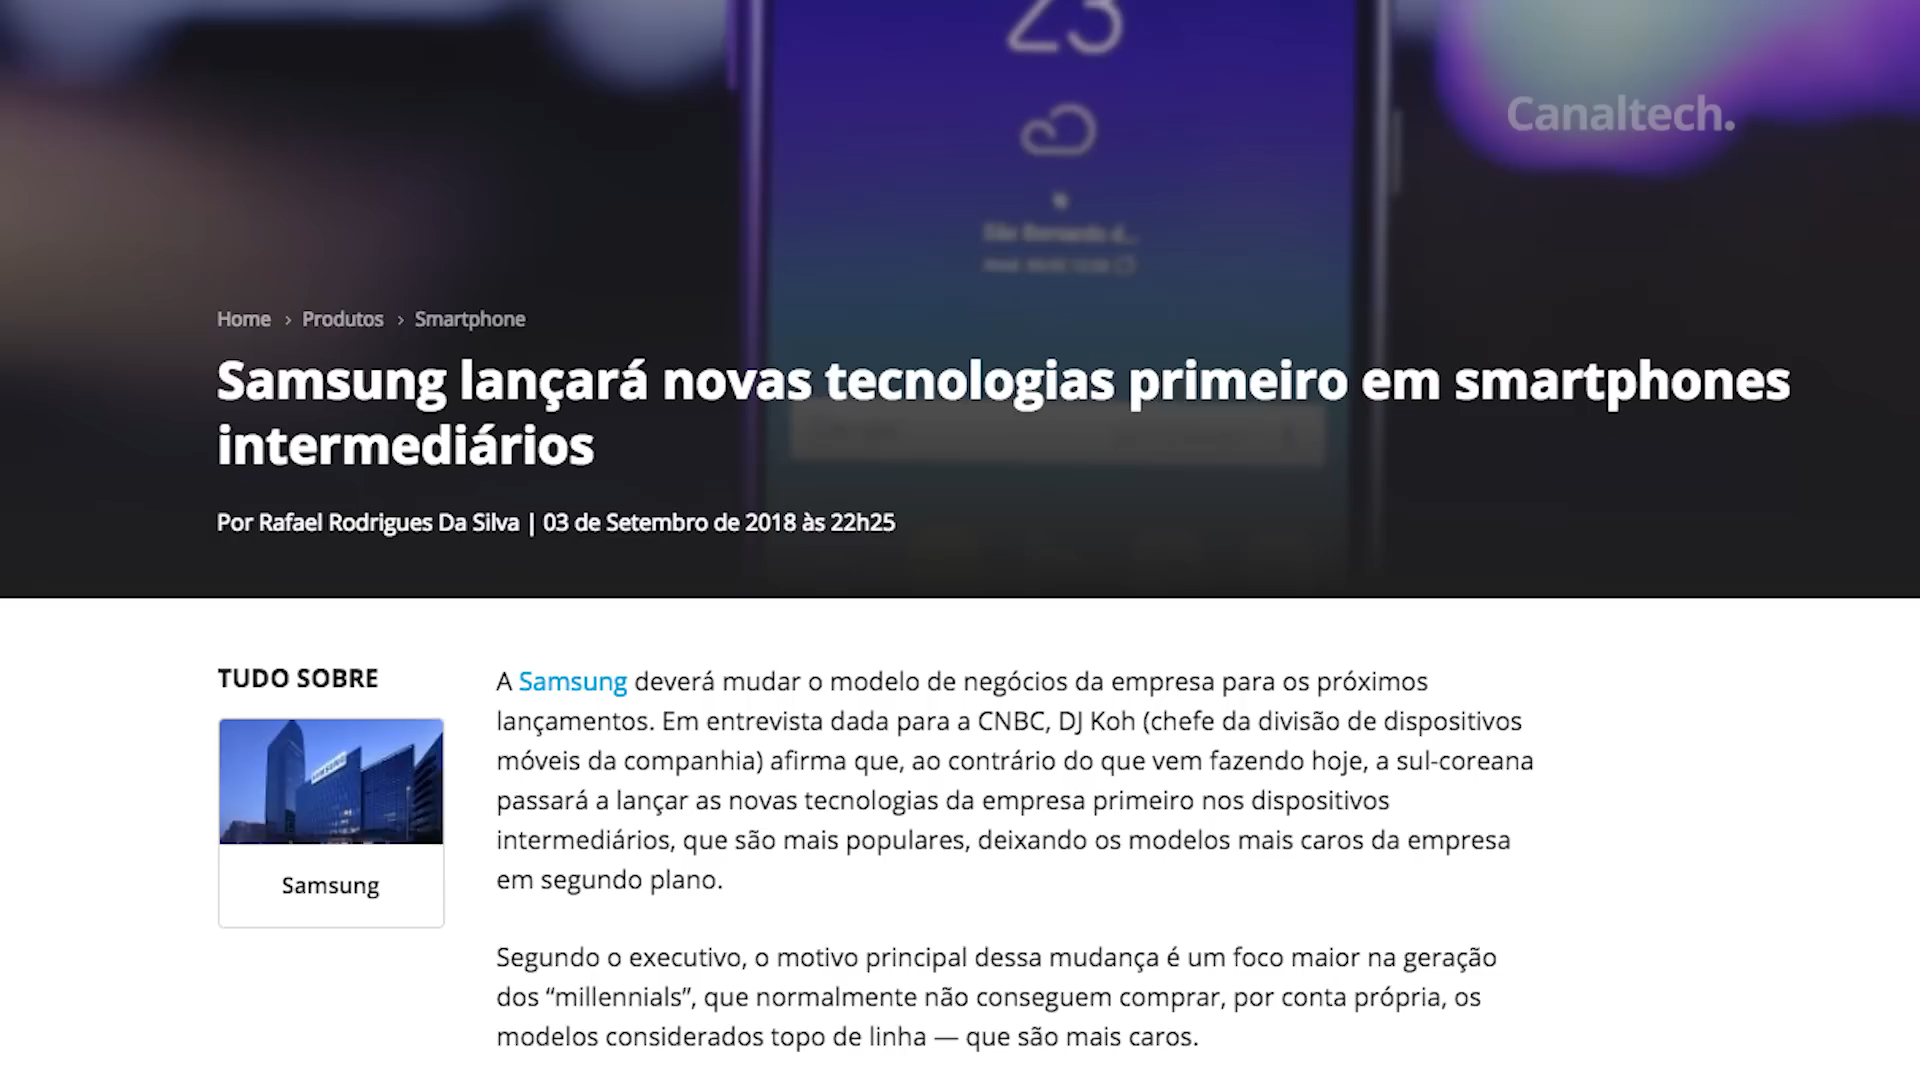 23
Canaltech.
Home › Produtos › Smartphone
Samsung lançará novas tecnologias primeiro em smartphones
intermediários
Por Rafael Rodrigues Da Silva | 03 de Setembro de 2018 às 22h25
TUDO SOBRE
SAMSUNG
Samsung
A Samsung deverá mudar o modelo de negócios da empresa para os próximos
lançamentos. Em entrevista dada para a CNBC, DJ Koh (chefe da divisão de dispositivos
móveis da companhia) afirma que, ao contrário do que vem fazendo hoje, a sul-coreana
passará a lançar as novas tecnologias da empresa primeiro nos dispositivos
intermediários, que são mais populares, deixando os modelos mais caros da empresa
em segundo plano.
Segundo o executivo, o motivo principal dessa mudança é um foco maior na geração
dos “millennials”, que normalmente não conseguem comprar, por conta própria, os
modelos considerados topo de linha — que são mais caros.